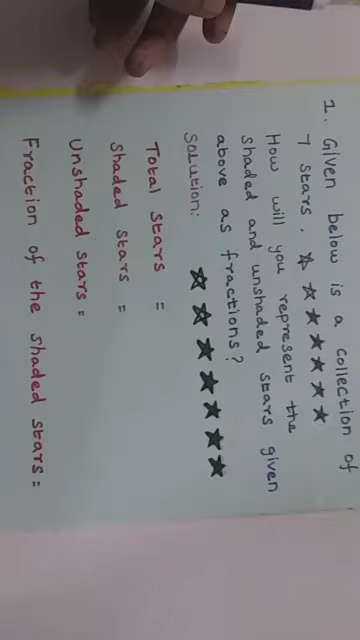 1. Given below is a collection of
7 stars. ☆ ★ ★ ★ ★ ★ ★
How will you represent the
shaded and unshaded stars given
above as fractions?
Solution: ☆ ☆ ★ ★ ★ ★ ★
Total stars =
Shaded stars =
Unshaded stars =
Fraction of the shaded stars =